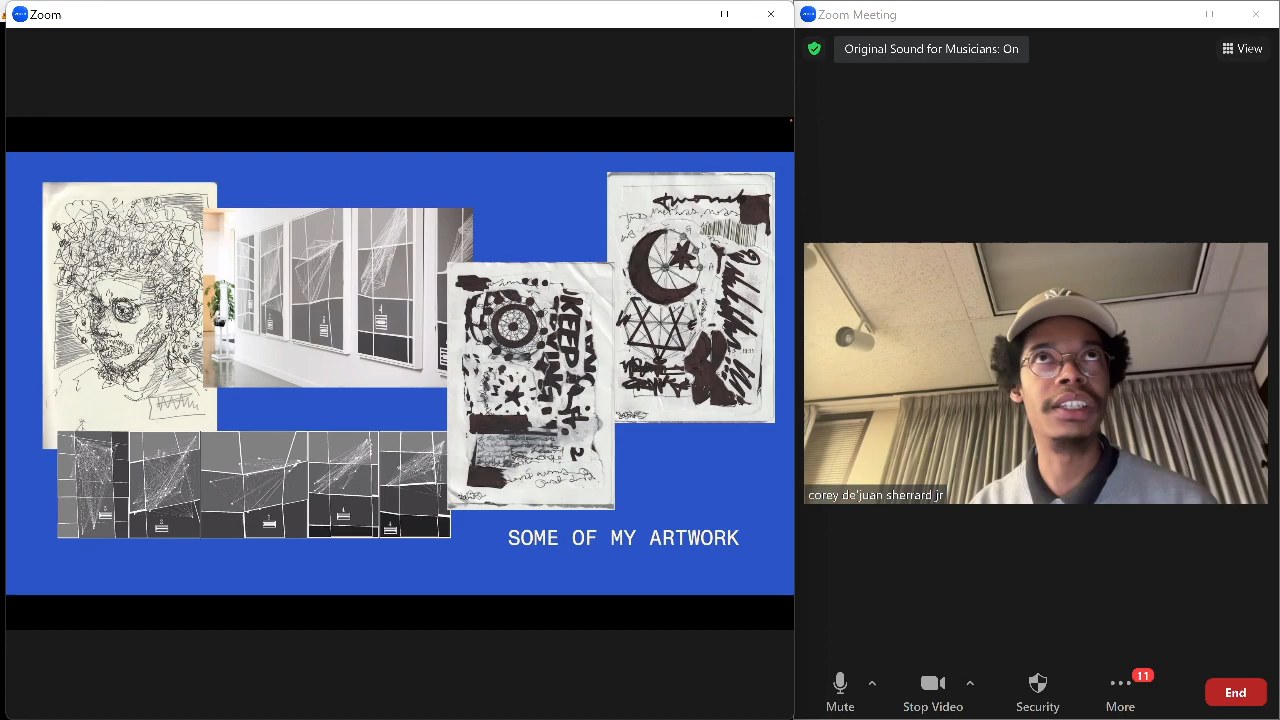 Zoom
Zoom Meeting
Original Sound for Musicians: On
View
KEEP
SOME OF MY ARTWORK
corey de'juan sherrard jr
11
Mute
Stop Video
Security
More
End